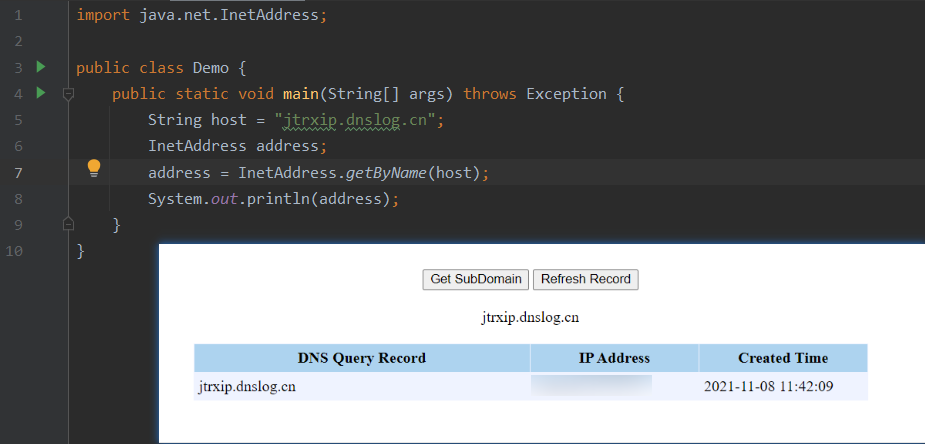 1 import java.net.InetAddress;
2
3 public class Demo {
4 public static void main(String[] args) throws Exception {
5 String host = "jtrxip.dnslog.cn";
6 InetAddress address;
7 address = InetAddress.getByName(host);
8 System.out.println(address);
9 }
10 }
Get SubDomain Refresh Record
jtrxip.dnslog.cn
DNS Query Record IP Address Created Time
jtrxip.dnslog.cn 2021-11-08 11:42:09